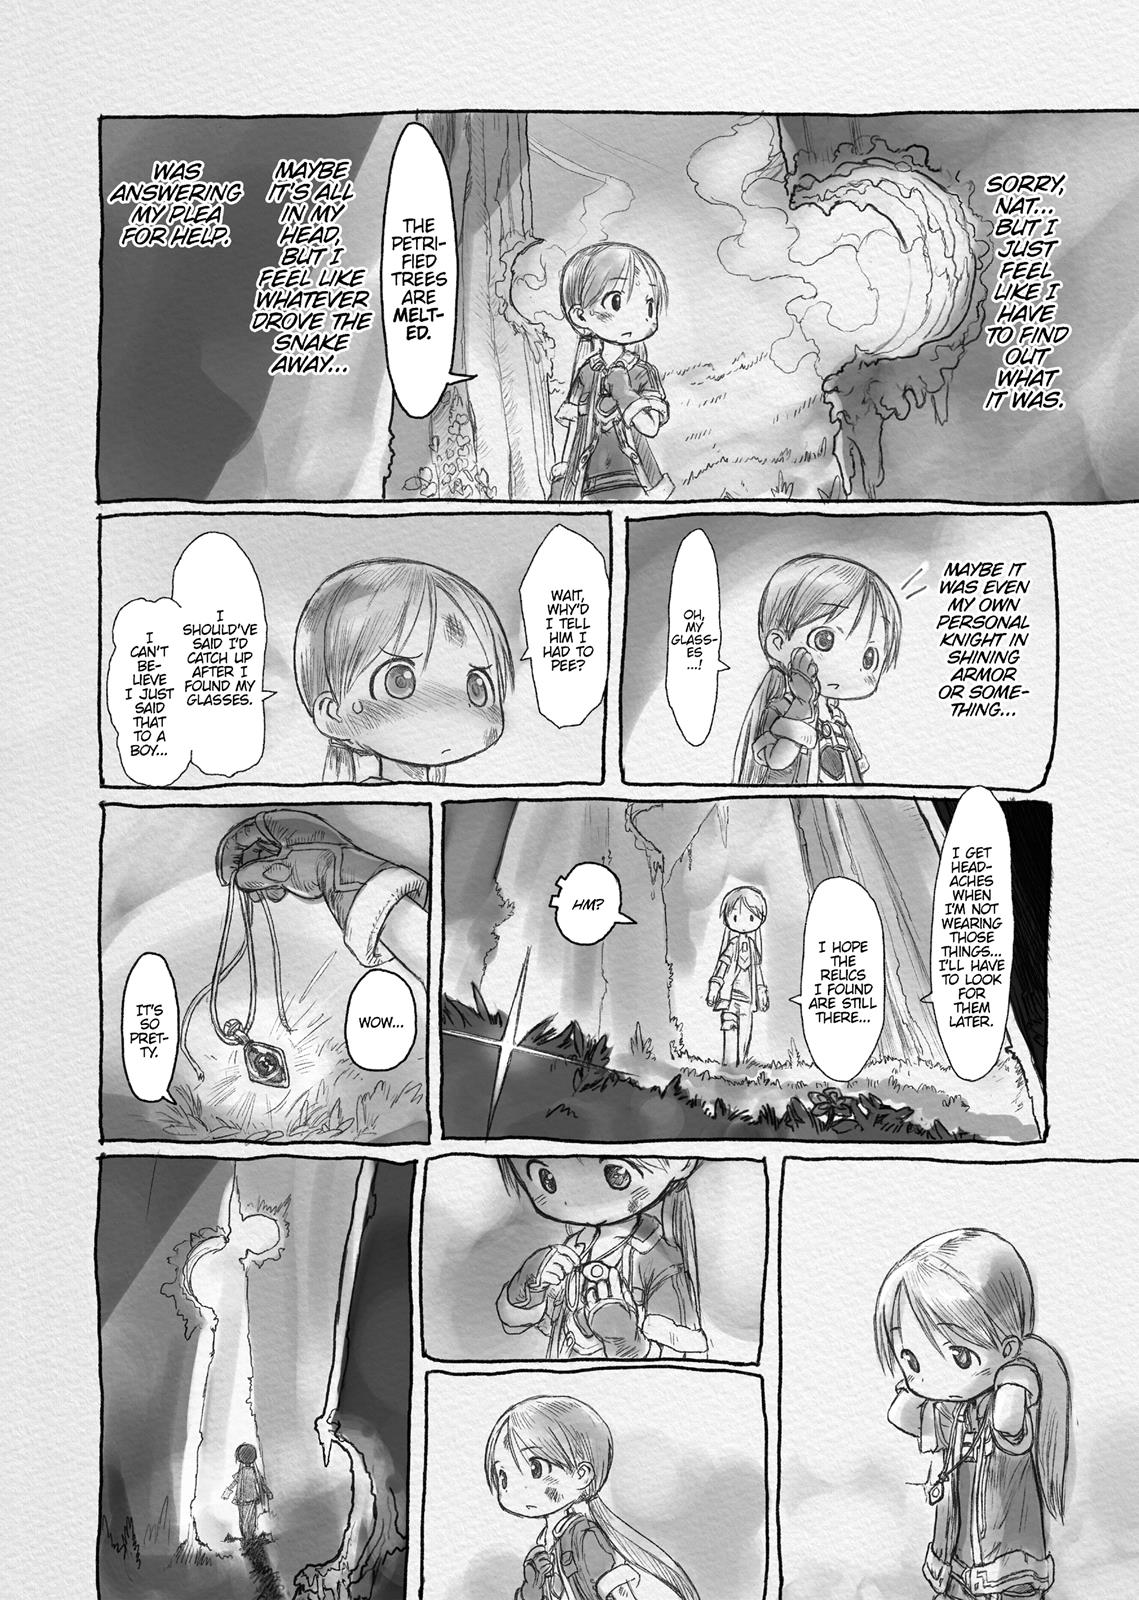 SORRY,
NAT...
BUT I
JUST
FEEL
LIKE I
HAVE
TO FIND
OUT
WHAT
IT WAS.
THE
PETRI-
FIED
TREES
ARE
MELT-
ED.
MAYBE
IT'S ALL
IN MY
HEAD,
BUT I
FEEL LIKE
WHATEVER
DROVE THE
SNAKE
AWAY...
WAS
ANSWERING
MY PLEA
FOR HELP.
MAYBE IT
WAS EVEN
MY OWN
PERSONAL
KNIGHT IN
SHINING
ARMOR
OR SOME-
THING...
OH,
MY
GLASS-
ES
...!
WAIT,
WHY'D
I TELL
HIM I
HAD TO
PEE?
I
SHOULD'VE
SAID I'D
CATCH UP
AFTER I
FOUND MY
GLASSES.
I
CAN'T
BE-
LIEVE
I JUST
SAID
THAT
TO A
BOY...
I GET
HEAD-
ACHES
WHEN
I'M NOT
WEARING
THOSE
THINGS...
I'LL HAVE
TO LOOK
FOR
THEM
LATER.
I HOPE
THE
RELICS
I FOUND
ARE STILL
THERE...
HM?
WOW...
IT'S
SO
PRET-
TY.